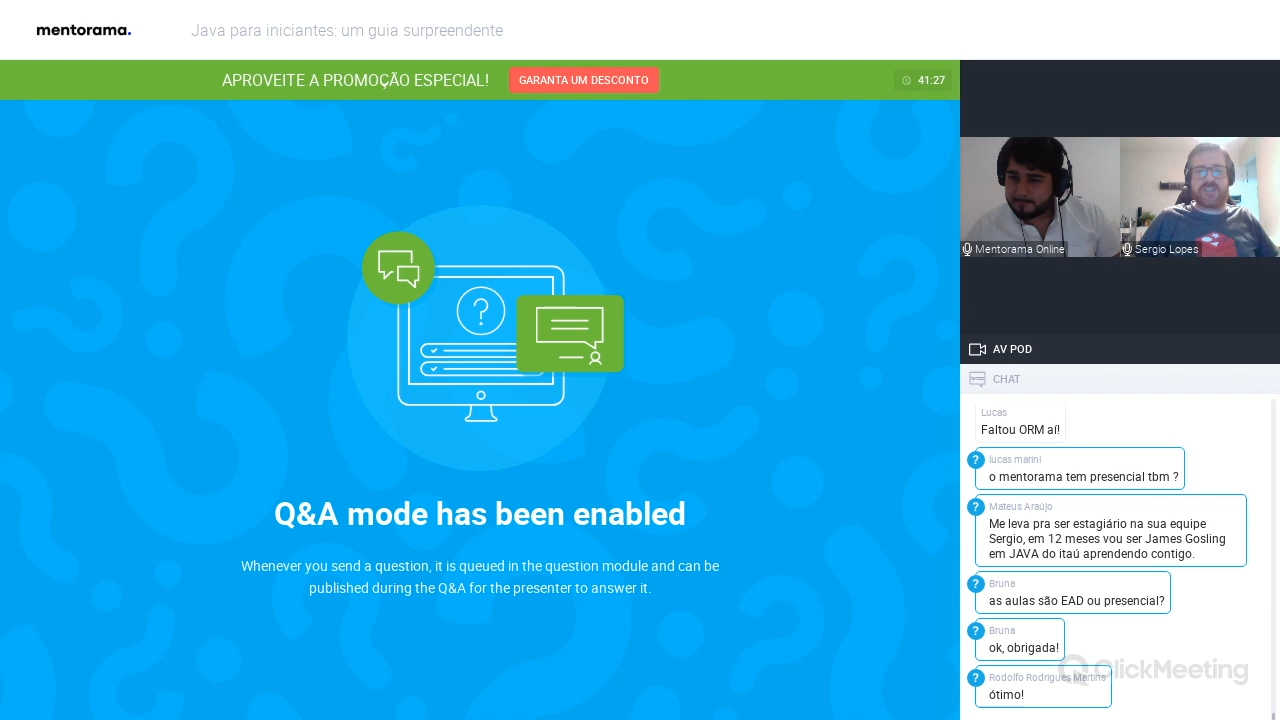 mentorama.
Java para iniciantes: um guia surpreendente
APROVEITE A PROMOÇÃO ESPECIAL!
GARANTA UM DESCONTO
41:27
Mentorama Online
Sergio Lopes
AV POD
CHAT
Lucas
Faltou ORM aí!
?
lucas marini
o mentorama tem presencial tbm ?
?
Mateus Araújo
Me leva pra ser estagiário na sua equipe
Sergio, em 12 meses vou ser James Gosling
em JAVA do itaú aprendendo contigo.
?
Bruna
as aulas são EAD ou presencial?
?
Bruna
ok, obrigada!
?
Rodolfo Rodrigues Martins
ótimo!
ClickMeeting
?
Q&A mode has been enabled
Whenever you send a question, it is queued in the question module and can be
published during the Q&A for the presenter to answer it.